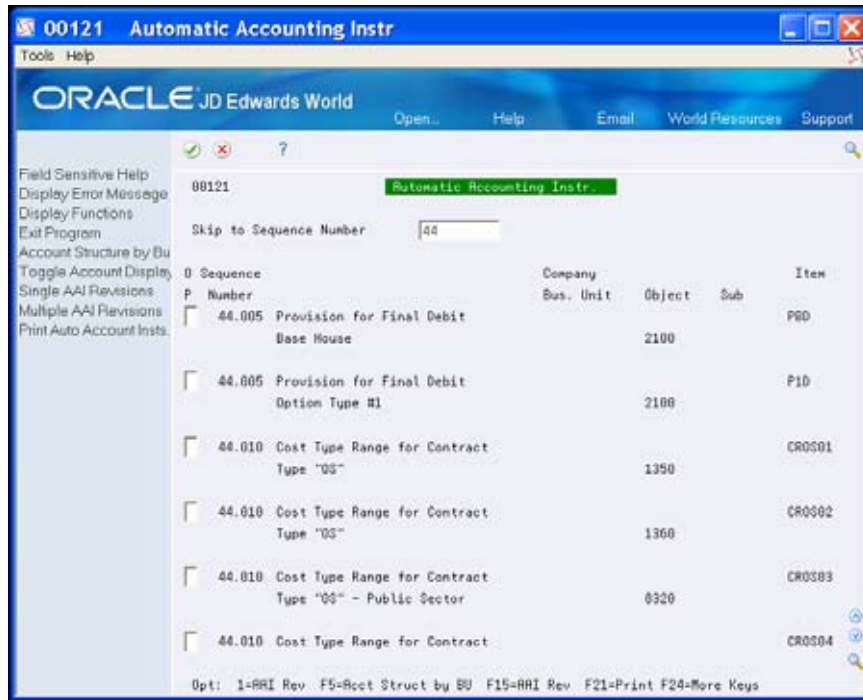 00121 Automatic Accounting Instr
Tools Help
ORACLE JD Edwards World
Open... Help Email World Resources Support
?
Field Sensitive Help
Display Error Message
Display Functions
Exit Program
Account Structure by Bu
Toggle Account Display
Single AAI Revisions
Multiple AAI Revisions
Print Auto Account Insts.
00121 Automatic Accounting Instr.
Skip to Sequence Number 44
O Sequence Company Item
P Number Bus. Unit Object Sub
44.005 Provision for Final Debit PBD
Base House 2100
44.005 Provision for Final Debit P1D
Option Type #1 2100
44.010 Cost Type Range for Contract CROS01
Type "OS" 1350
44.010 Cost Type Range for Contract CROS02
Type "OS" 1360
44.010 Cost Type Range for Contract CROS03
Type "OS" - Public Sector 8320
44.010 Cost Type Range for Contract CROS04
Opt: 1=AAI Rev F5=Acct Struct by BU F15=AAI Rev F21=Print F24=More Keys